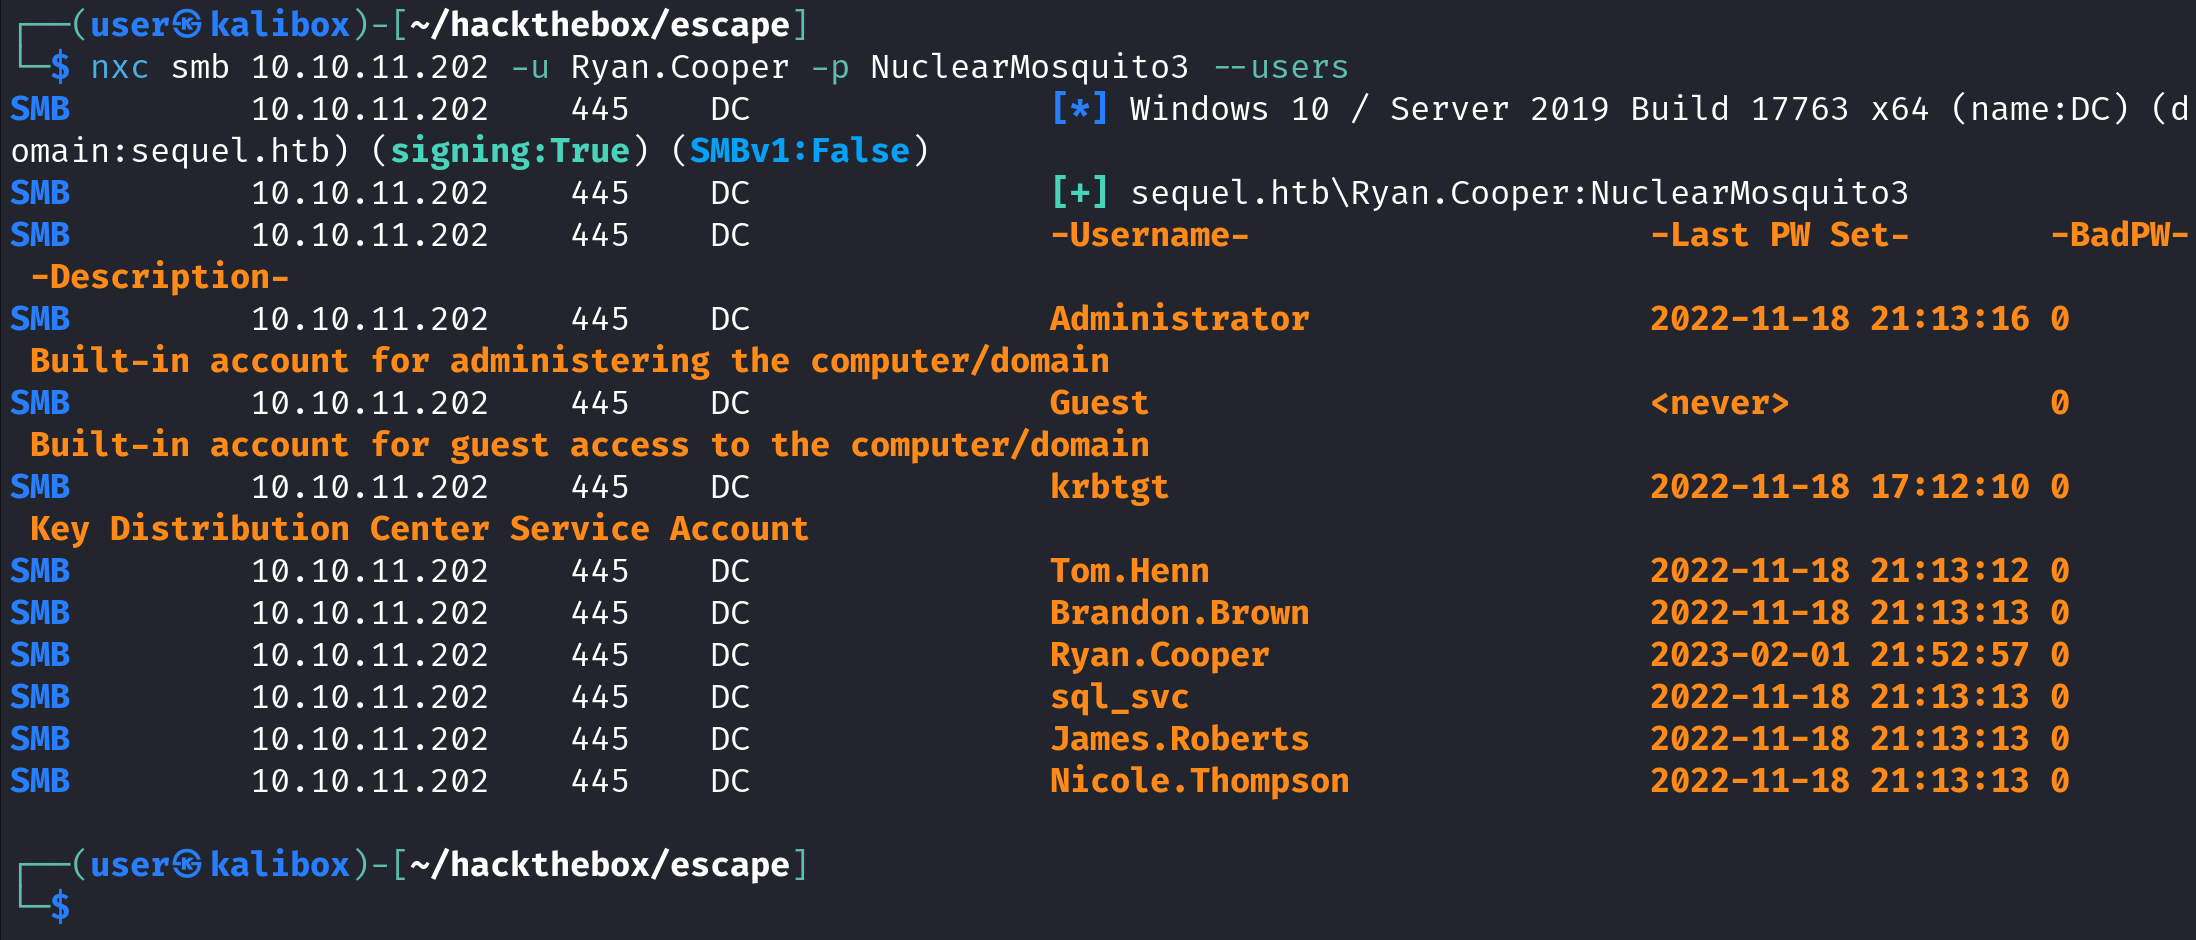 ┌──(user㉿kalibox)-[~/hackthebox/escape]
└─$ nxc smb 10.10.11.202 -u Ryan.Cooper -p NuclearMosquito3 --users
SMB         10.10.11.202    445    DC               [*] Windows 10 / Server 2019 Build 17763 x64 (name:DC) (d
omain:sequel.htb) (signing:True) (SMBv1:False)
SMB         10.10.11.202    445    DC               [+] sequel.htb\Ryan.Cooper:NuclearMosquito3
SMB         10.10.11.202    445    DC               -Username-                    -Last PW Set-       -BadPW-
 -Description-
SMB         10.10.11.202    445    DC               Administrator                 2022-11-18 21:13:16 0
 Built-in account for administering the computer/domain
SMB         10.10.11.202    445    DC               Guest                         <never>             0
 Built-in account for guest access to the computer/domain
SMB         10.10.11.202    445    DC               krbtgt                        2022-11-18 17:12:10 0
 Key Distribution Center Service Account
SMB         10.10.11.202    445    DC               Tom.Henn                      2022-11-18 21:13:12 0
SMB         10.10.11.202    445    DC               Brandon.Brown                 2022-11-18 21:13:13 0
SMB         10.10.11.202    445    DC               Ryan.Cooper                   2023-02-01 21:52:57 0
SMB         10.10.11.202    445    DC               sql_svc                       2022-11-18 21:13:13 0
SMB         10.10.11.202    445    DC               James.Roberts                 2022-11-18 21:13:13 0
SMB         10.10.11.202    445    DC               Nicole.Thompson               2022-11-18 21:13:13 0
┌──(user㉿kalibox)-[~/hackthebox/escape]
└─$